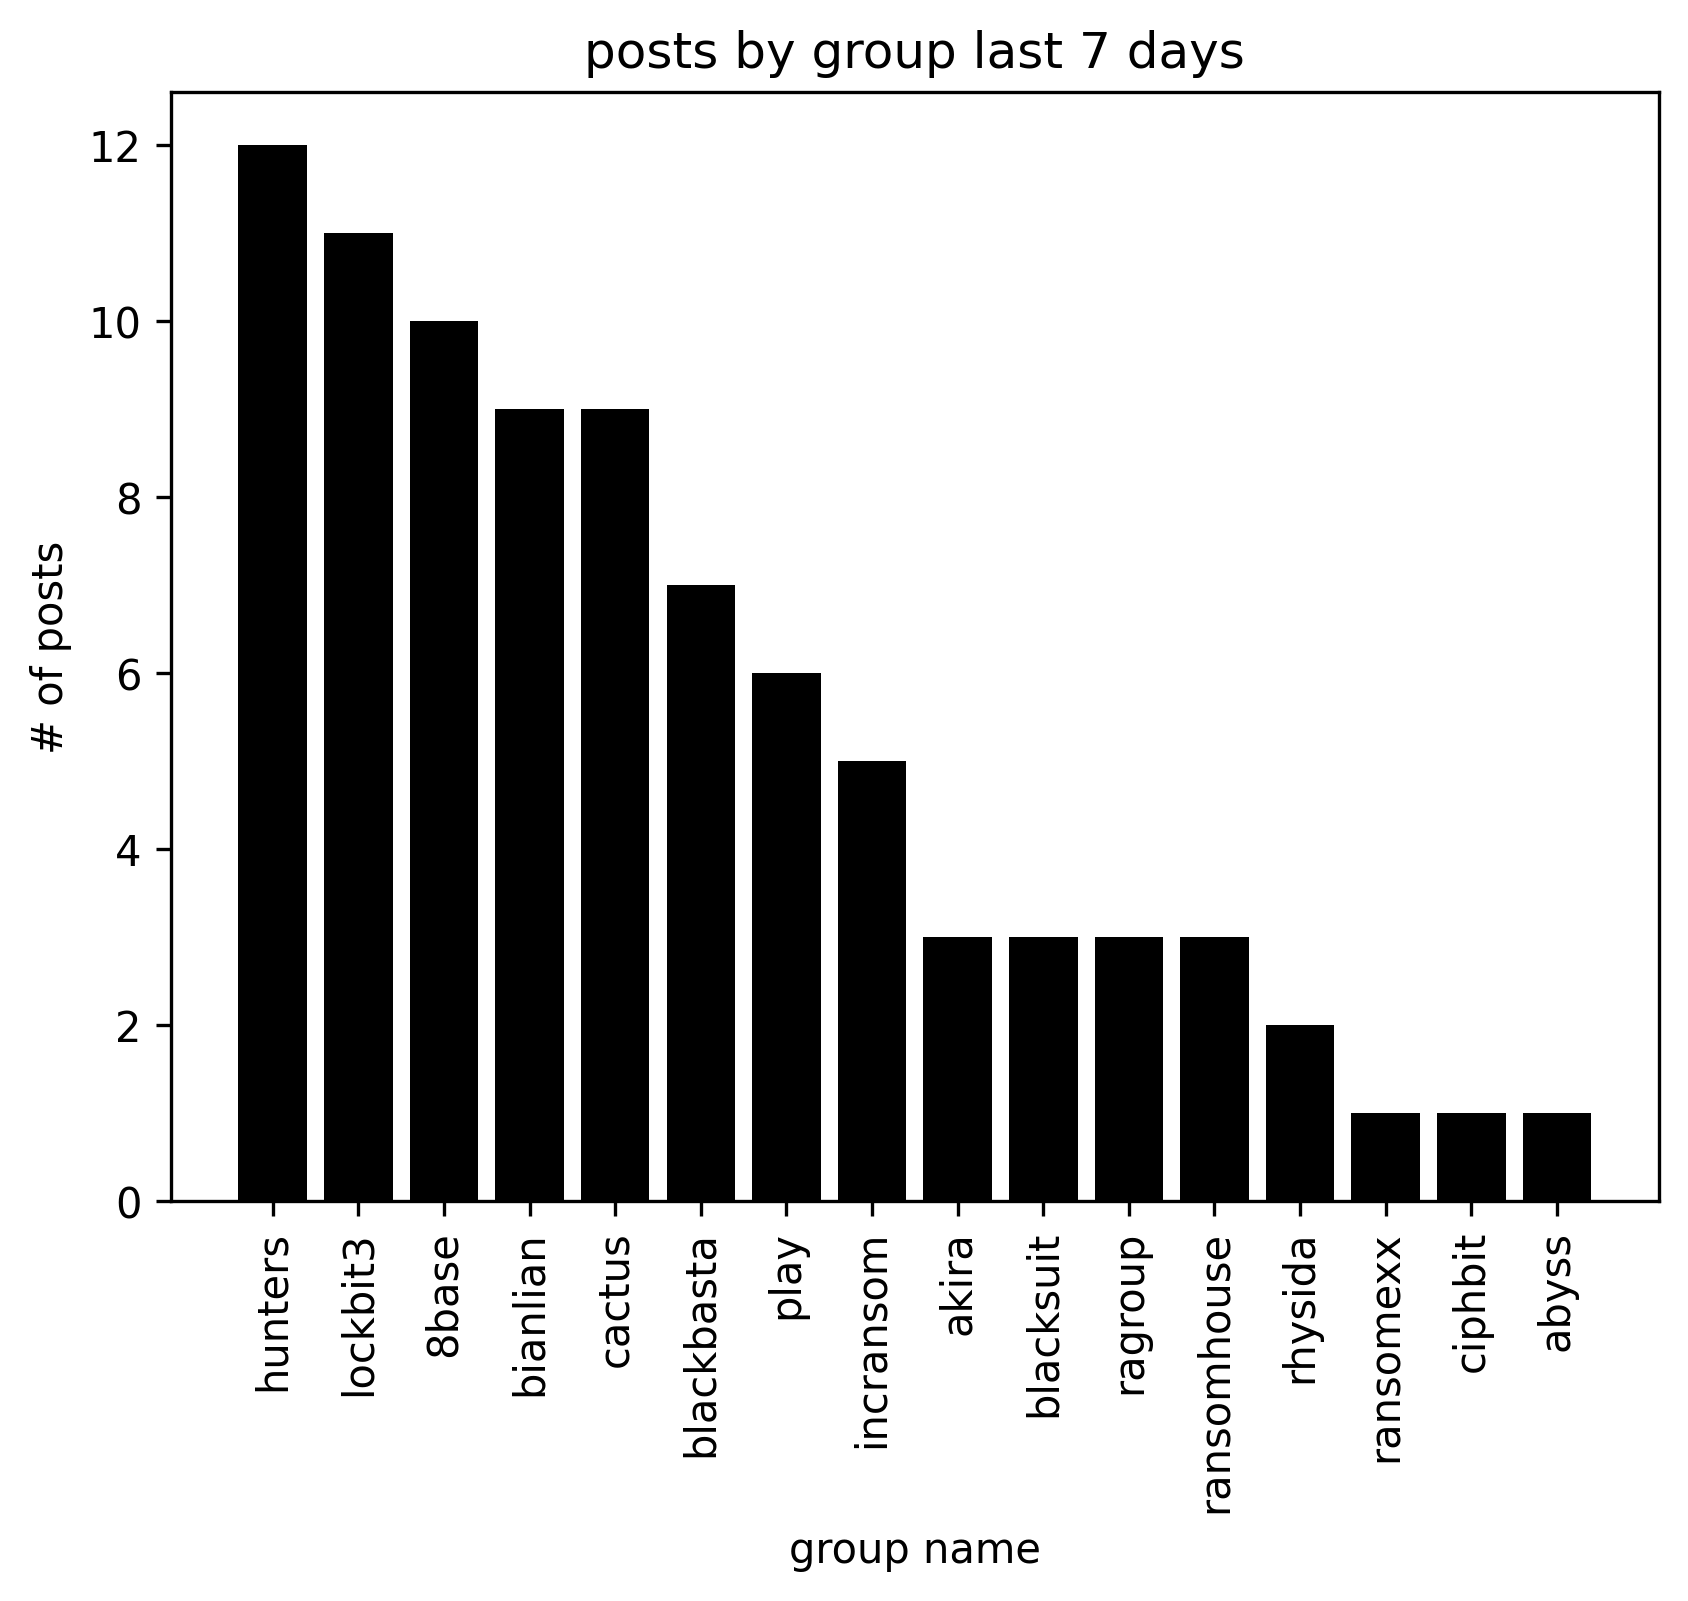 posts by group last 7 days
12
10
8
6
4
2
0
# of posts
hunters
lockbit3
8base
bianlian
cactus
blackbasta
play
incransom
akira
blacksuit
ragroup
ransomhouse
rhysida
ransomexx
ciphbit
abyss
group name